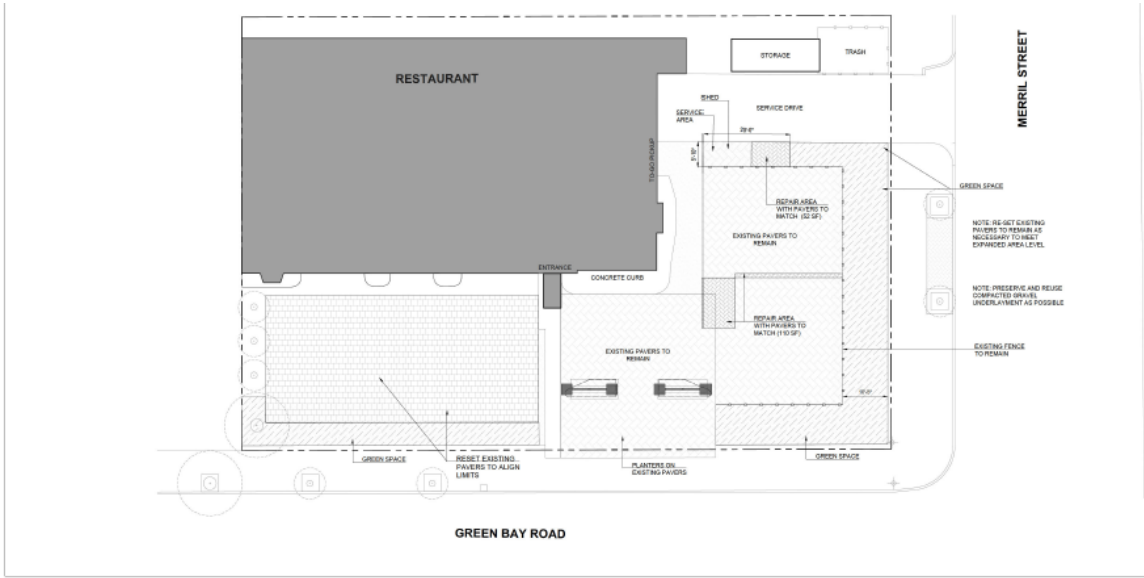 RESTAURANT
STORAGE
TRASH
MERRIL STREET
SHED
SERVICE DRIVE
SERVICE
AREA
TO-GO PICKUP
GREEN SPACE
REPAIR AREA
WITH PAVERS TO
MATCH (52 SF)
NOTE: RE-SET EXISTING
PAVERS TO REMAIN AS
NECESSARY TO MEET
EXPANDED AREA LEVEL
EXISTING PAVERS TO
REMAIN
ENTRANCE
CONCRETE CURB
NOTE: PRESERVE AND REUSE
COMPACTED GRAVEL
UNDERLAYMENT AS POSSIBLE
REPAIR AREA
WITH PAVERS TO
MATCH (110 SF)
EXISTING PAVERS TO
REMAIN
EXISTING FENCE
TO REMAIN
GREEN SPACE
RESET EXISTING
PAVERS TO ALIGN
LIMITS
PLANTERS ON
EXISTING PAVERS
GREEN SPACE
GREEN BAY ROAD